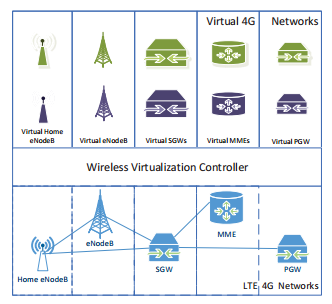 Virtual 4G Networks
Virtual Home
eNodeB
Virtual eNodeB
Virtual SGWs
Virtual MMEs
Virtual PGW
Wireless Virtualization Controller
eNodeB
MME
Home eNodeB
SGW
PGW
LTE 4G Networks